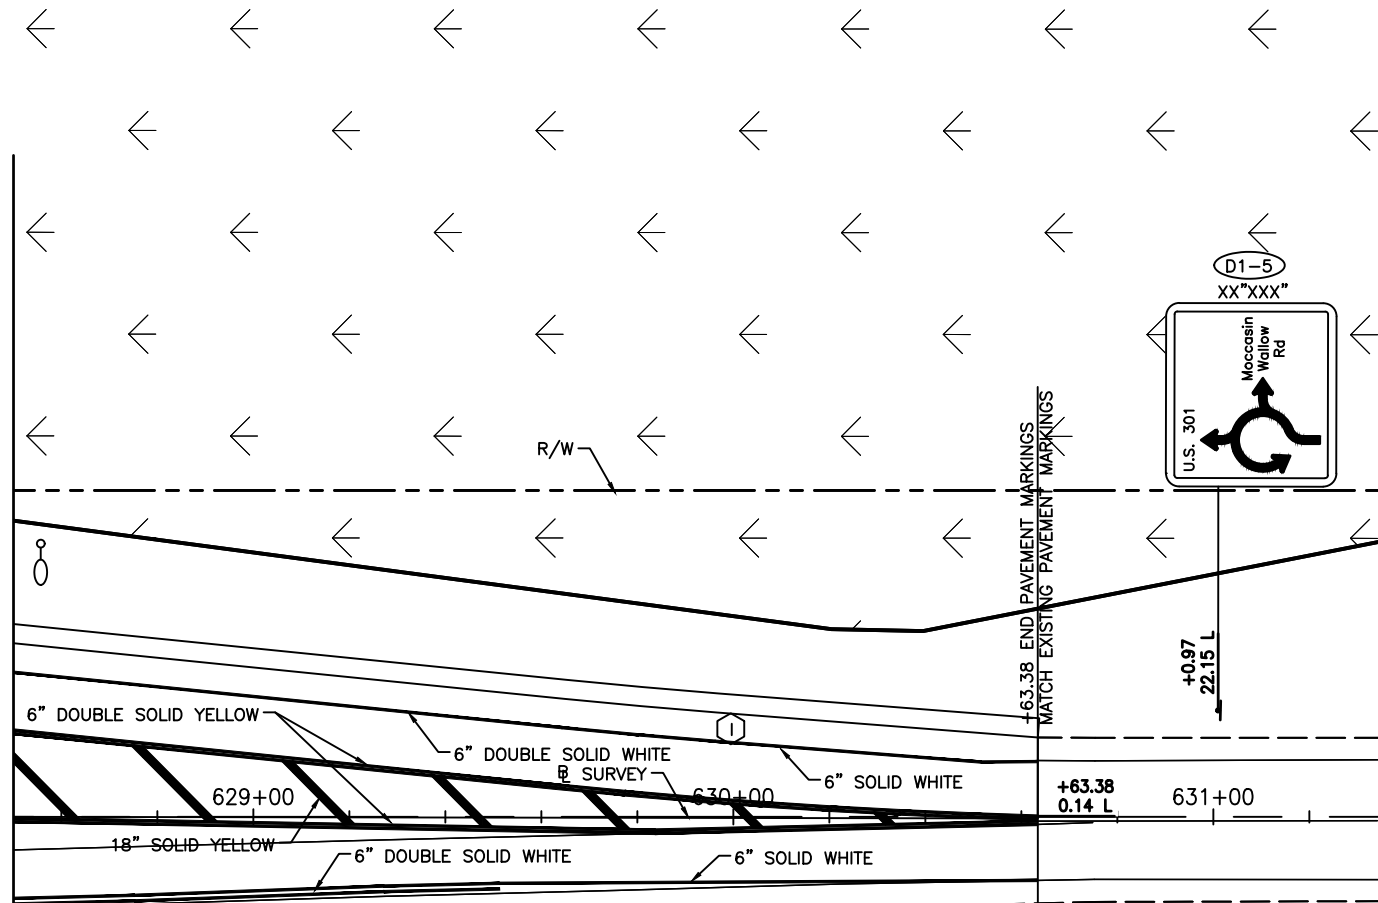 D1-5
XX"XXX"
Moccasin
Wallow
Rd
U.S. 301
R/W
+63.38 END PAVEMENT MARKINGS
MATCH EXISTING PAVEMENT MARKINGS
+0.97
22.15 L
6" DOUBLE SOLID YELLOW
6" DOUBLE SOLID WHITE
1
6" SOLID WHITE
BL SURVEY
629+00
630+00
+63.38
0.14 L
631+00
18" SOLID YELLOW
6" DOUBLE SOLID WHITE
6" SOLID WHITE